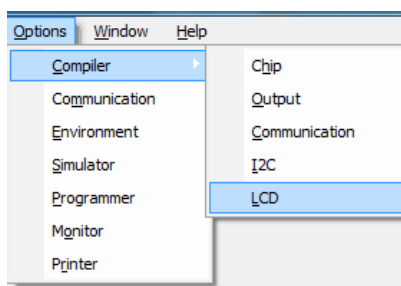 Options Window Help
Compiler
Communication
Environment
Simulator
Programmer
Monitor
Printer
Chip
Output
Communication
I2C
LCD